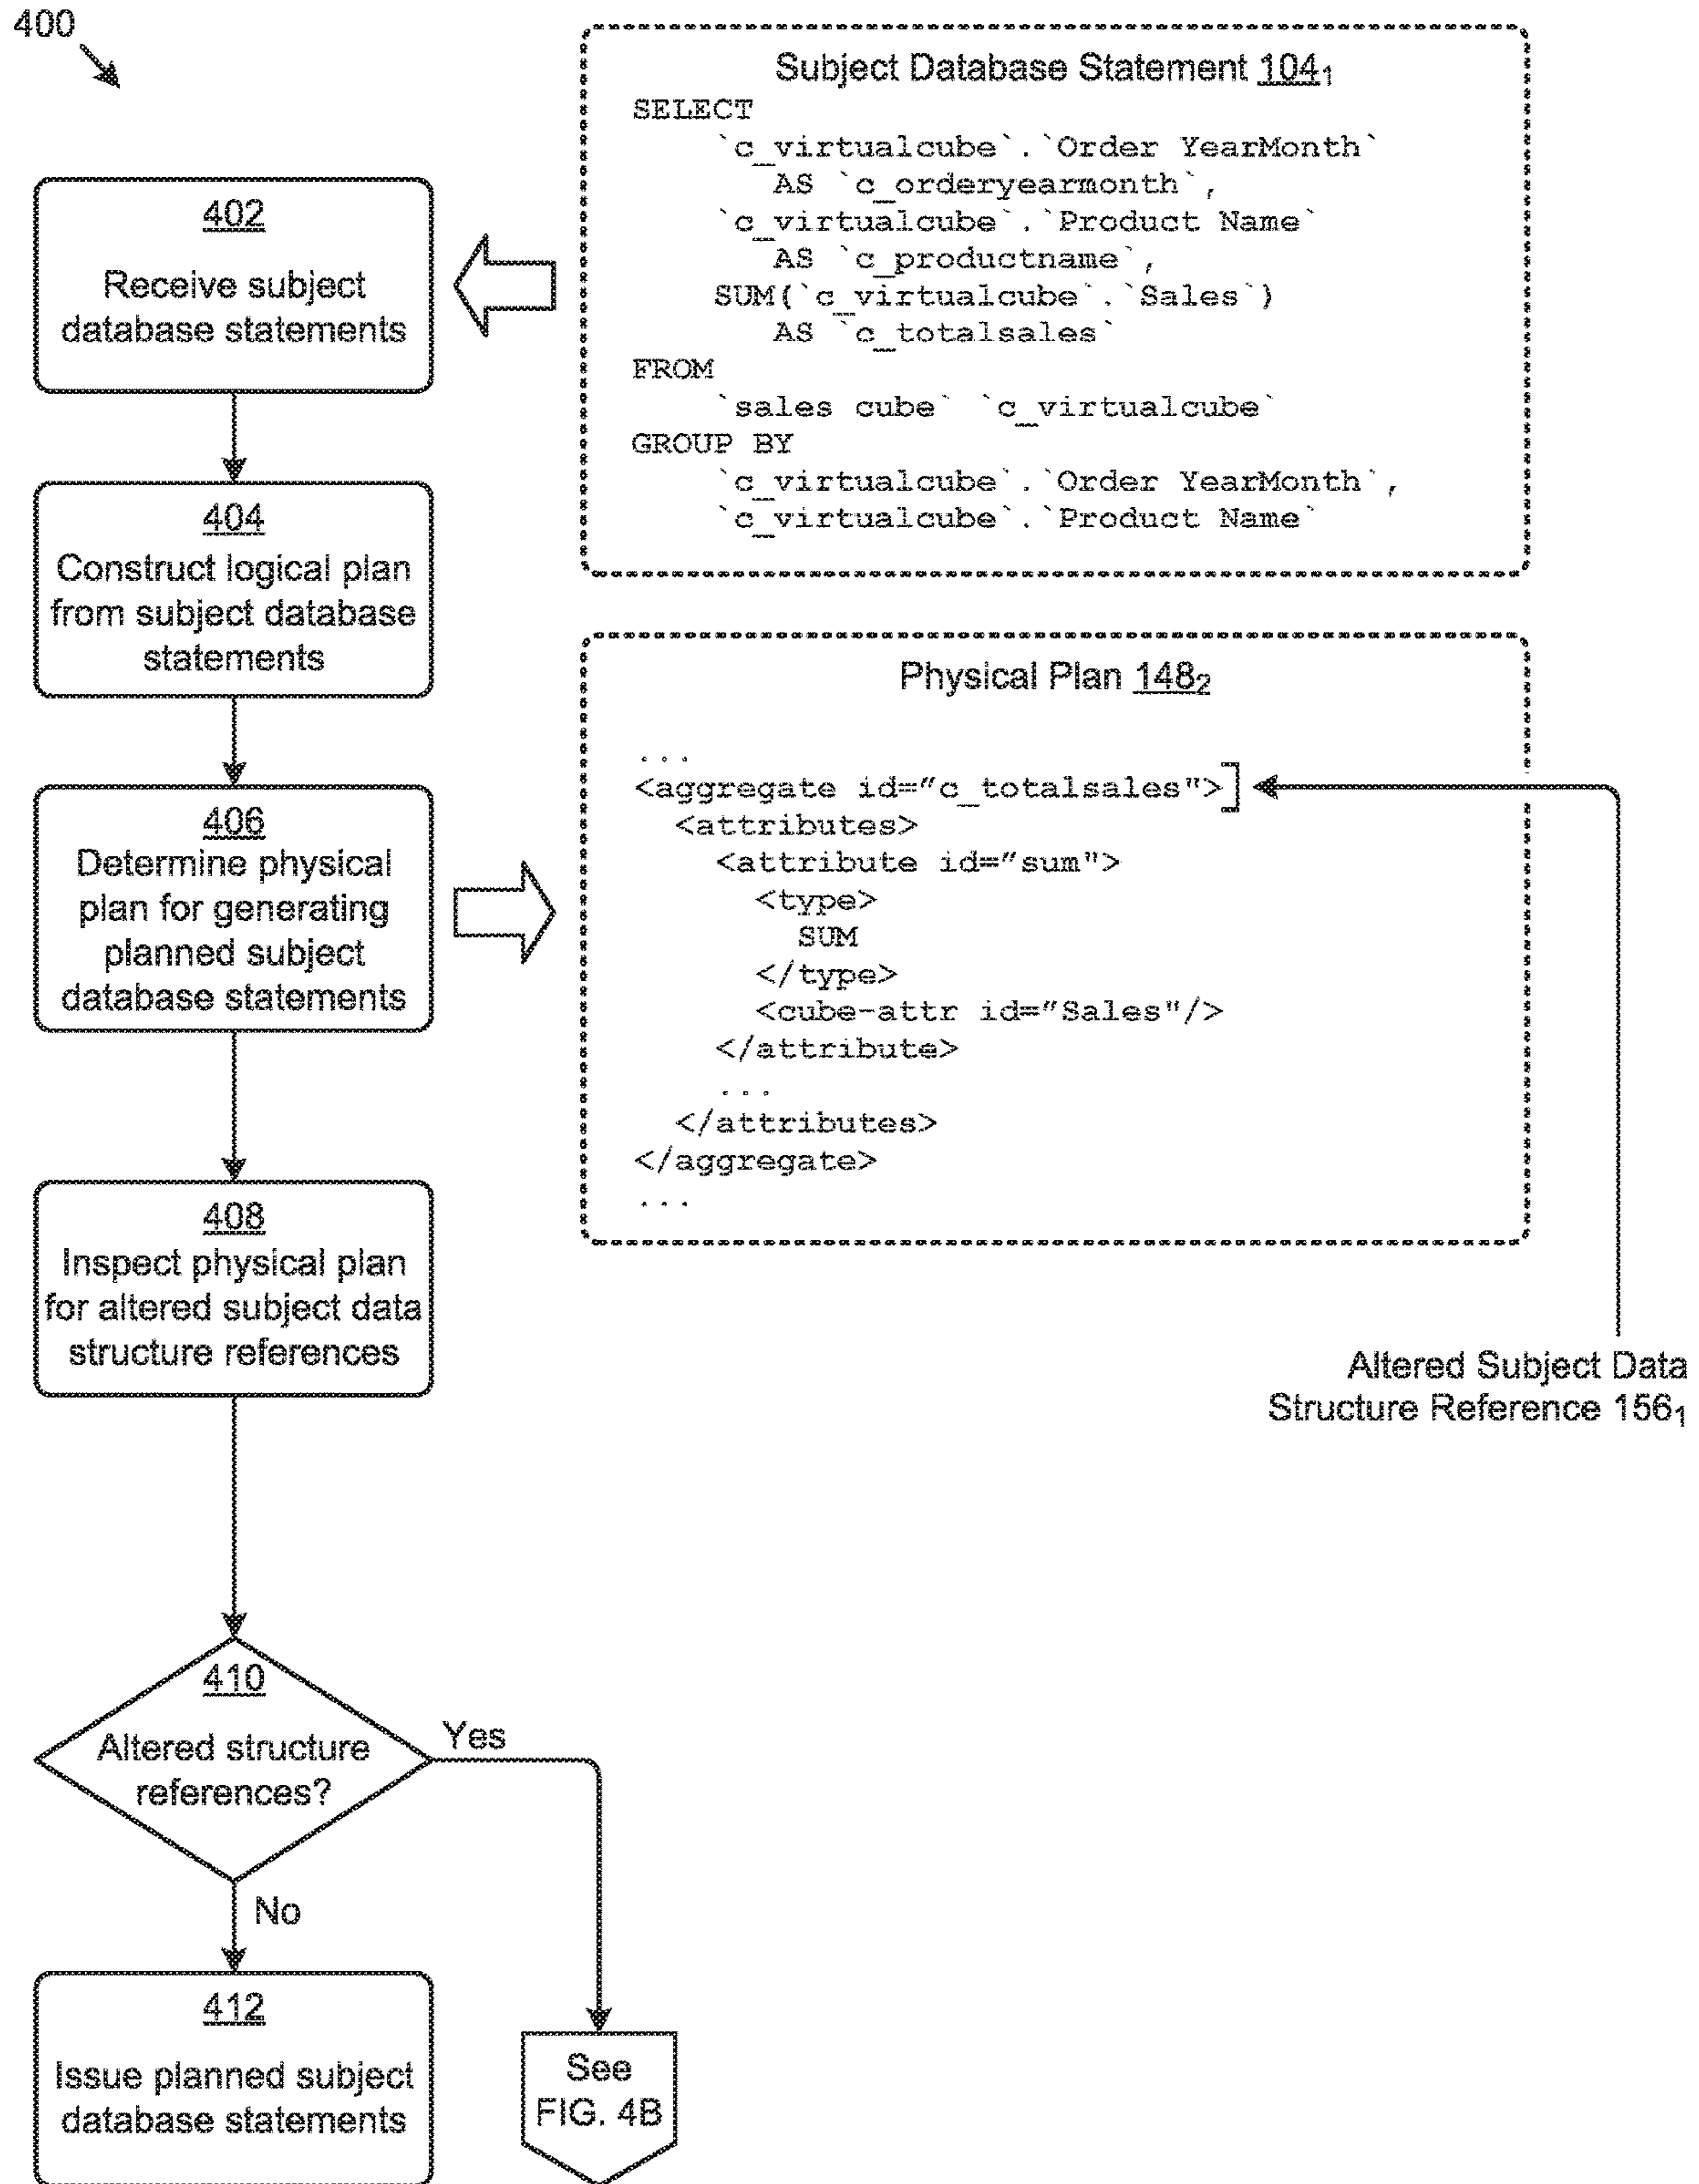 400
Subject Database Statement 104₁
SELECT
`c_virtualcube`.`Order YearMonth`
AS `c_orderyearmonth`,
`c_virtualcube`.`Product Name`
AS `c_productname`,
SUM(`c_virtualcube`.`Sales`)
AS `c_totalsales`
FROM
`sales cube` `c_virtualcube`
GROUP BY
`c_virtualcube`.`Order YearMonth`,
`c_virtualcube`.`Product Name`
402
Receive subject
database statements
404
Construct logical plan
from subject database
statements
406
Determine physical
plan for generating
planned subject
database statements
Physical Plan 148₂
...
<aggregate id="c_totalsales">
<attributes>
<attribute id="sum">
<type>
SUM
</type>
<cube-attr id="Sales"/>
</attribute>
...
</attributes>
</aggregate>
...
Altered Subject Data
Structure Reference 156₁
408
Inspect physical plan
for altered subject data
structure references
410
Altered structure
references?
Yes
No
412
Issue planned subject
database statements
See
FIG. 4B